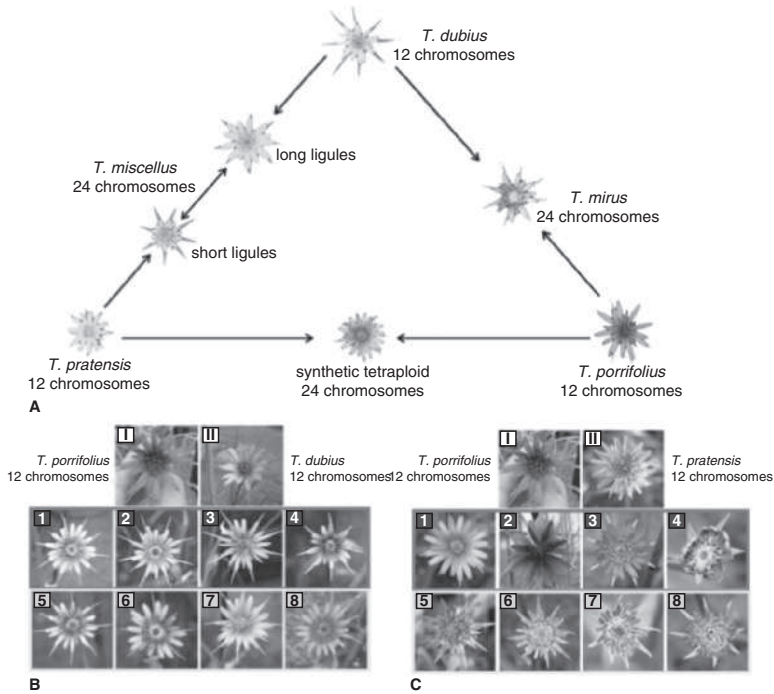 T. dubius
12 chromosomes
long ligules
T. miscellus
24 chromosomes
T. mirus
24 chromosomes
short ligules
T. pratensis
12 chromosomes
synthetic tetraploid
24 chromosomes
T. porrifolius
12 chromosomes
A
I II
T. porrifolius
12 chromosomes
T. dubius
12 chromosomes
1 2 3 4
5 6 7 8
B
I II
T. porrifolius
12 chromosomes
T. pratensis
12 chromosomes
1 2 3 4
5 6 7 8
C